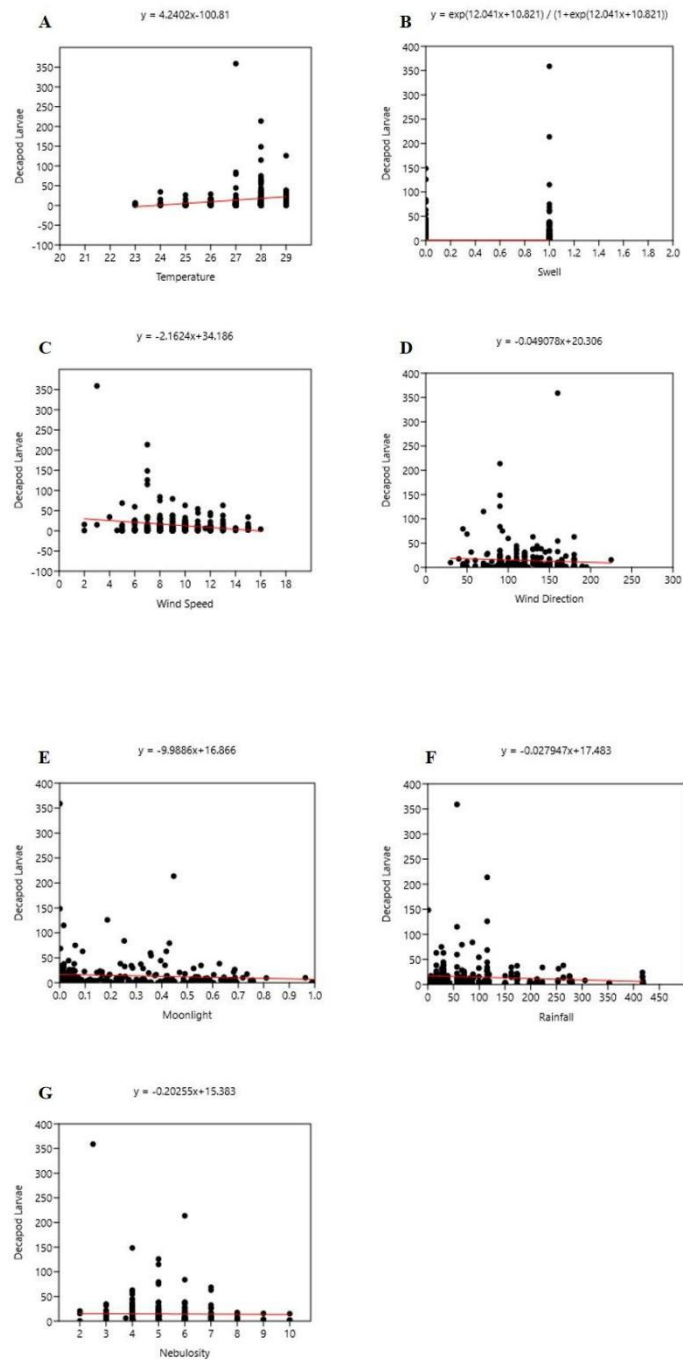 A
y = 4.2402x-100.81
350
300
250
200
150
100
50
0
-50
-100
Decapod Larvae
20 21 22 23 24 25 26 27 28 29
Temperature
B
y = exp(12.041x+10.821) / (1+exp(12.041x+10.821))
400
350
300
250
200
150
100
50
0
Decapod Larvae
0.0 0.2 0.4 0.6 0.8 1.0 1.2 1.4 1.6 1.8 2.0
Swell
C
y = -2.1624x+34.186
350
300
250
200
150
100
50
0
-50
-100
Decapod Larvae
0 2 4 6 8 10 12 14 16 18
Wind Speed
D
y = -0.049078x+20.306
400
350
300
250
200
150
100
50
0
Decapod Larvae
0 50 100 150 200 250 300
Wind Direction
E
y = -9.9886x+16.866
400
350
300
250
200
150
100
50
0
Decapod Larvae
0.0 0.1 0.2 0.3 0.4 0.5 0.6 0.7 0.8 0.9 1.0
Moonlight
F
y = -0.027947x+17.483
400
350
300
250
200
150
100
50
0
Decapod Larvae
0 50 100 150 200 250 300 350 400 450
Rainfall
G
y = -0.20255x+15.383
400
350
300
250
200
150
100
50
0
Decapod Larvae
2 3 4 5 6 7 8 9 10
Nebulosity